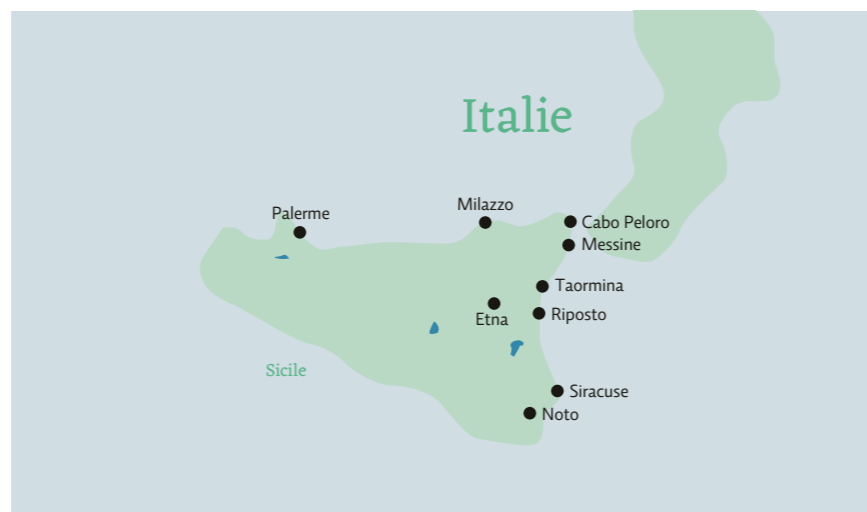 Italie
Palerme
Milazzo
Cabo Peloro
Messine
Taormina
Etna
Riposto
Sicile
Siracuse
Noto